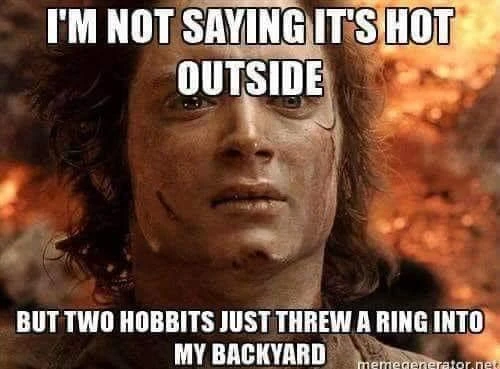 I'M NOT SAYING IT'S HOT
OUTSIDE
BUT TWO HOBBITS JUST THREW A RING INTO
MY BACKYARD
memegenerator.net